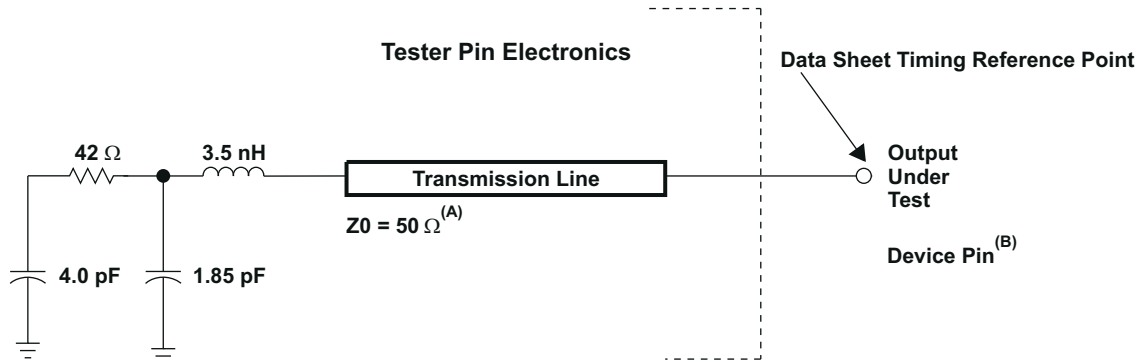 Tester Pin Electronics
Data Sheet Timing Reference Point
42 Ω
3.5 nH
Transmission Line
Output
Under
Test
Z0 = 50 Ω(A)
Device Pin(B)
4.0 pF
1.85 pF